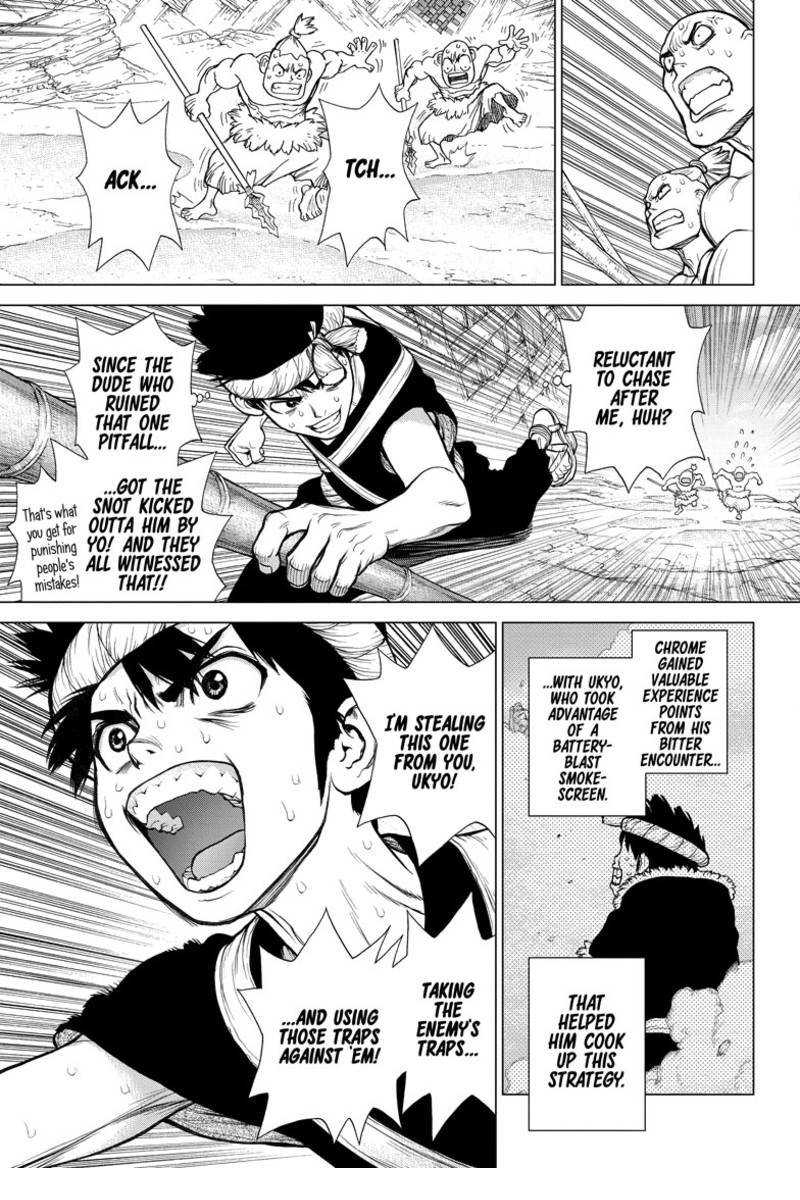 TCH...
ACK...
RELUCTANT
TO CHASE
AFTER
ME, HUH?
SINCE THE
DUDE WHO
RUINED
THAT ONE
PITFALL...
...GOT THE
SNOT KICKED
OUTTA HIM BY
YO! AND THEY
ALL WITNESSED
THAT!!
That's what
you get for
punishing
people's
mistakes!
CHROME
GAINED
VALUABLE
EXPERIENCE
POINTS
FROM HIS
BITTER
ENCOUNTER...
...WITH UKYO,
WHO TOOK
ADVANTAGE
OF A
BATTERY-
BLAST
SMOKE-
SCREEN.
THAT
HELPED
HIM COOK
UP THIS
STRATEGY.
I'M STEALING
THIS ONE
FROM YOU,
UKYO!
TAKING
THE
ENEMY'S
TRAPS...
...AND USING
THOSE TRAPS
AGAINST 'EM!